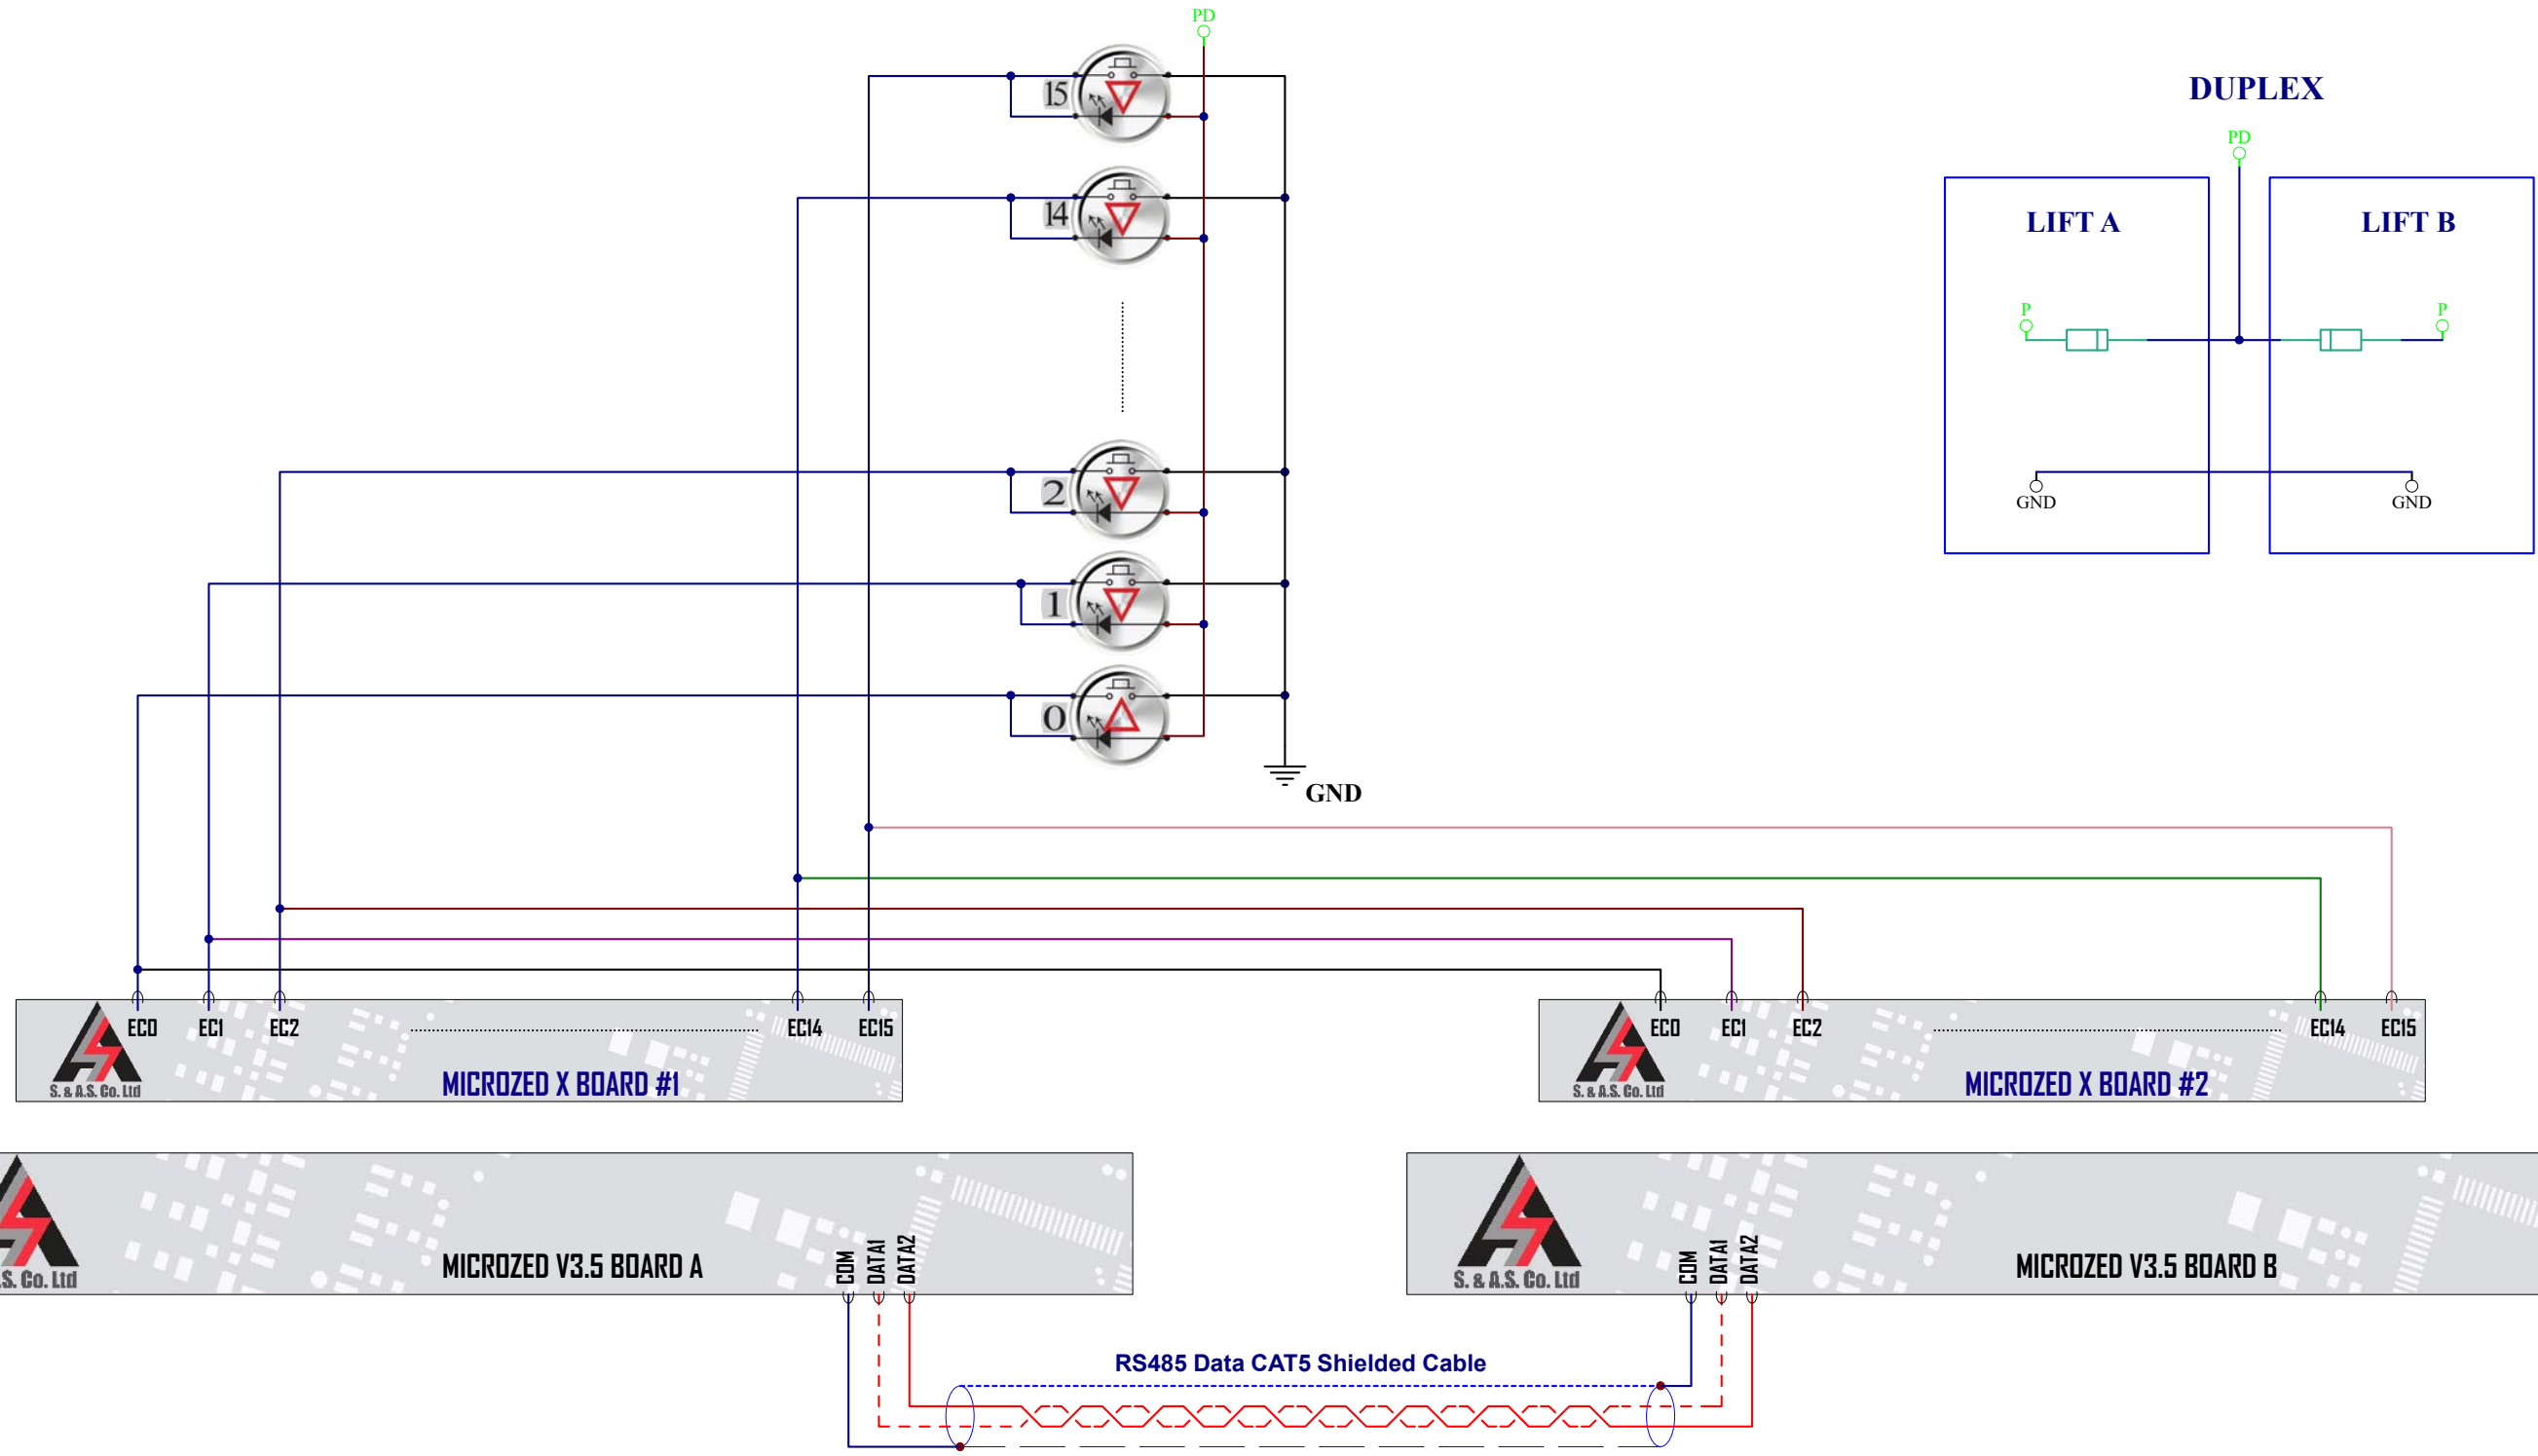 PD
15
DUPLEX
PD
14
LIFT A
LIFT B
P
P
2
GND
GND
1
0
GND
EC0 EC1 EC2 EC14 EC15
EC0 EC1 EC2 EC14 EC15
S. & A.S. Co. Ltd
MICROZED X BOARD #1
S. & A.S. Co. Ltd
MICROZED X BOARD #2
COM
DATA1
DATA2
COM
DATA1
DATA2
.S. Co. Ltd
MICROZED V3.5 BOARD A
S. & A.S. Co. Ltd
MICROZED V3.5 BOARD B
RS485 Data CAT5 Shielded Cable